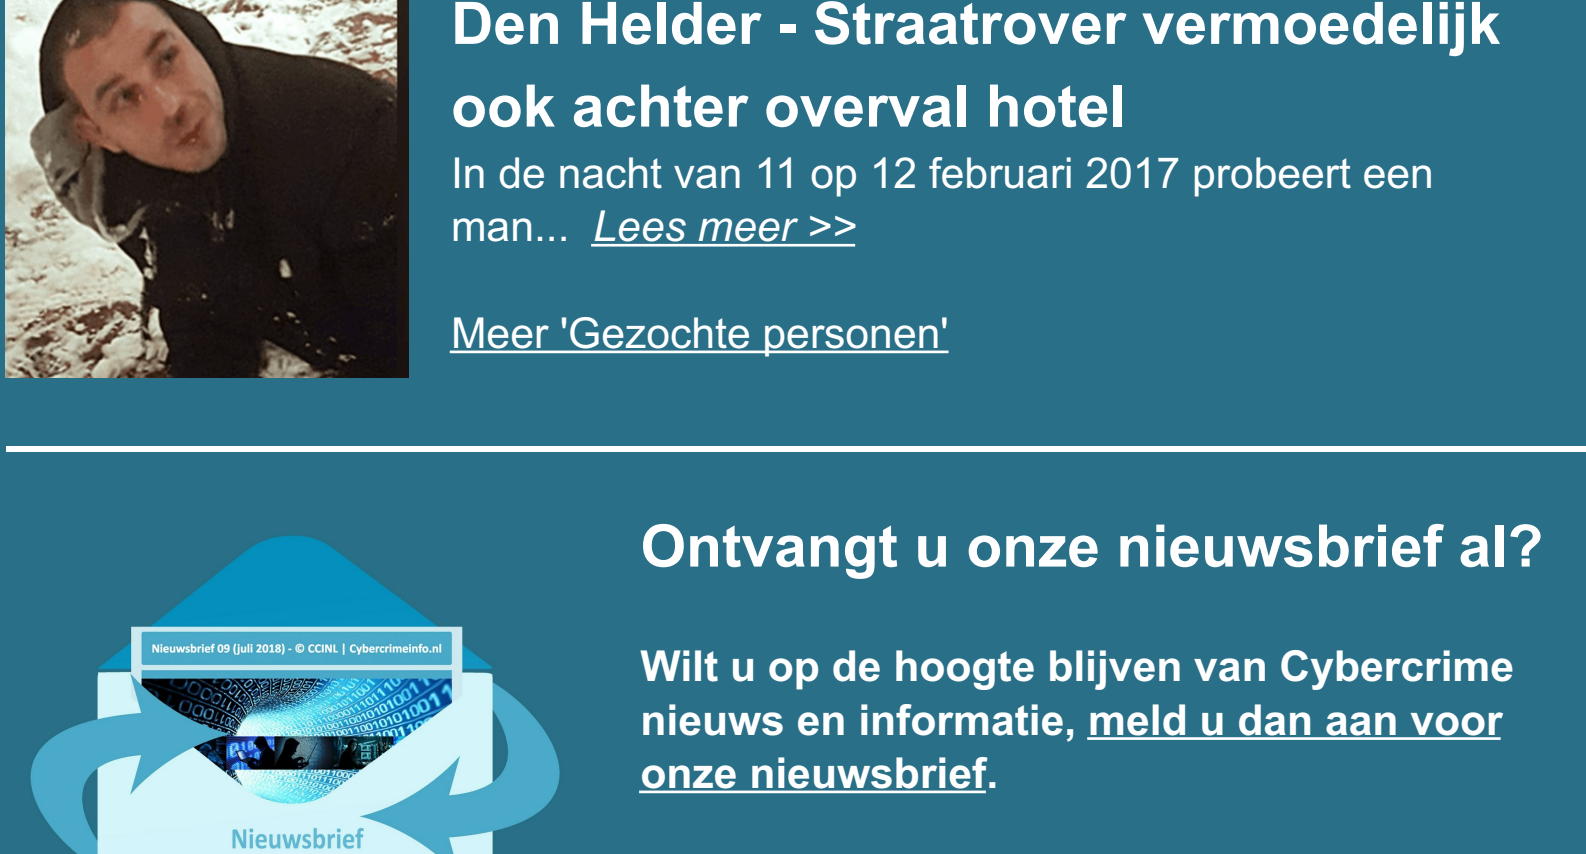 Den Helder - Straatrover vermoedelijk
ook achter overval hotel
In de nacht van 11 op 12 februari 2017 probeert een
man... Lees meer >>
Meer 'Gezochte personen'
Ontvangt u onze nieuwsbrief al?
Wilt u op de hoogte blijven van Cybercrime
nieuws en informatie, meld u dan aan voor
onze nieuwsbrief.
Nieuwsbrief 09 (juli 2018) - © CCINL | Cybercrimeinfo.nl
Nieuwsbrief